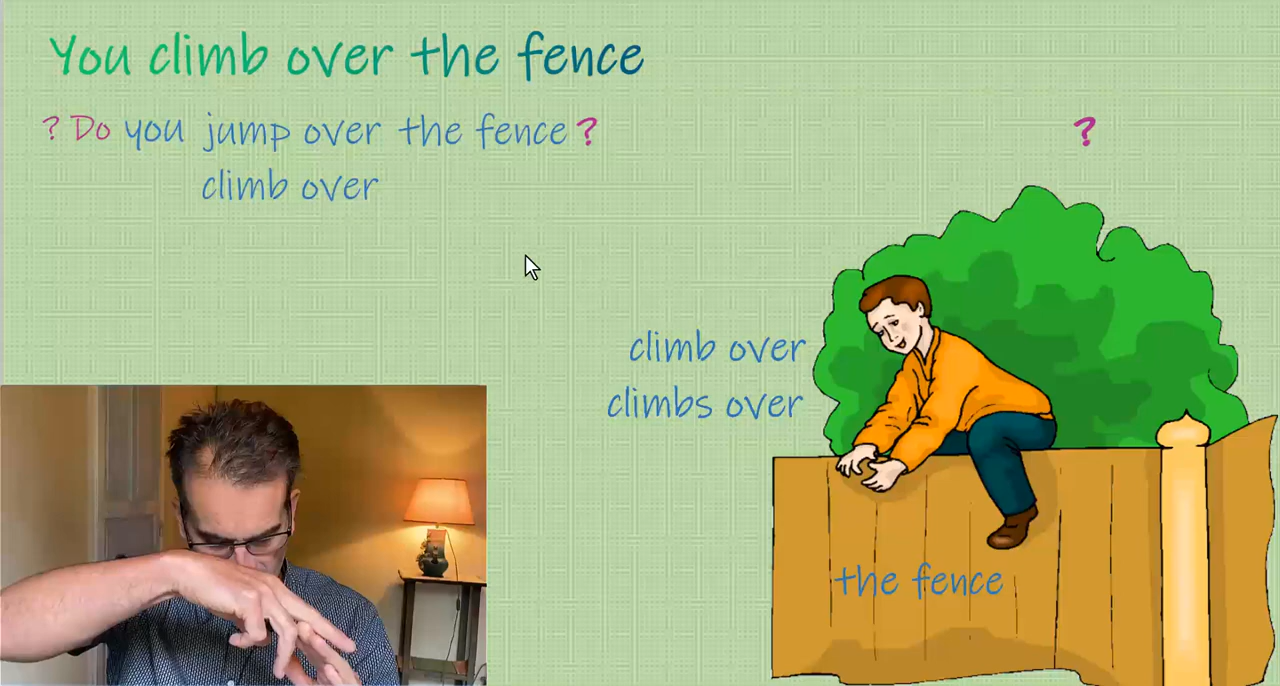 You climb over the fence
? Do you jump over the fence ?
?
climb over
climb over
climbs over
the fence